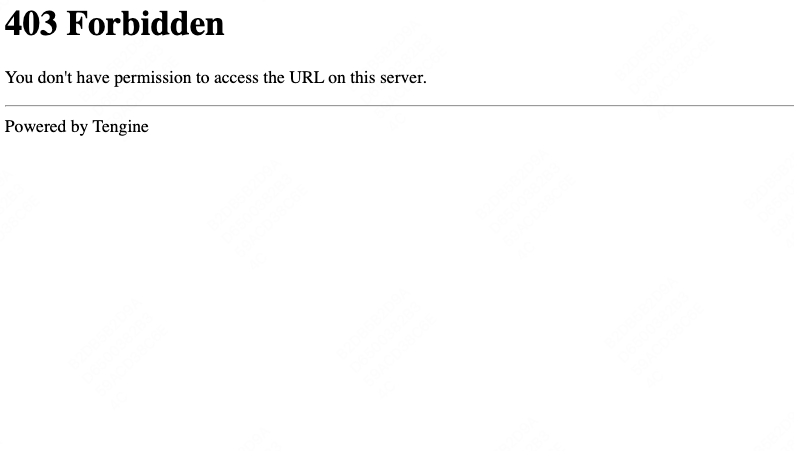 403 Forbidden
You don't have permission to access the URL on this server.
Powered by Tengine